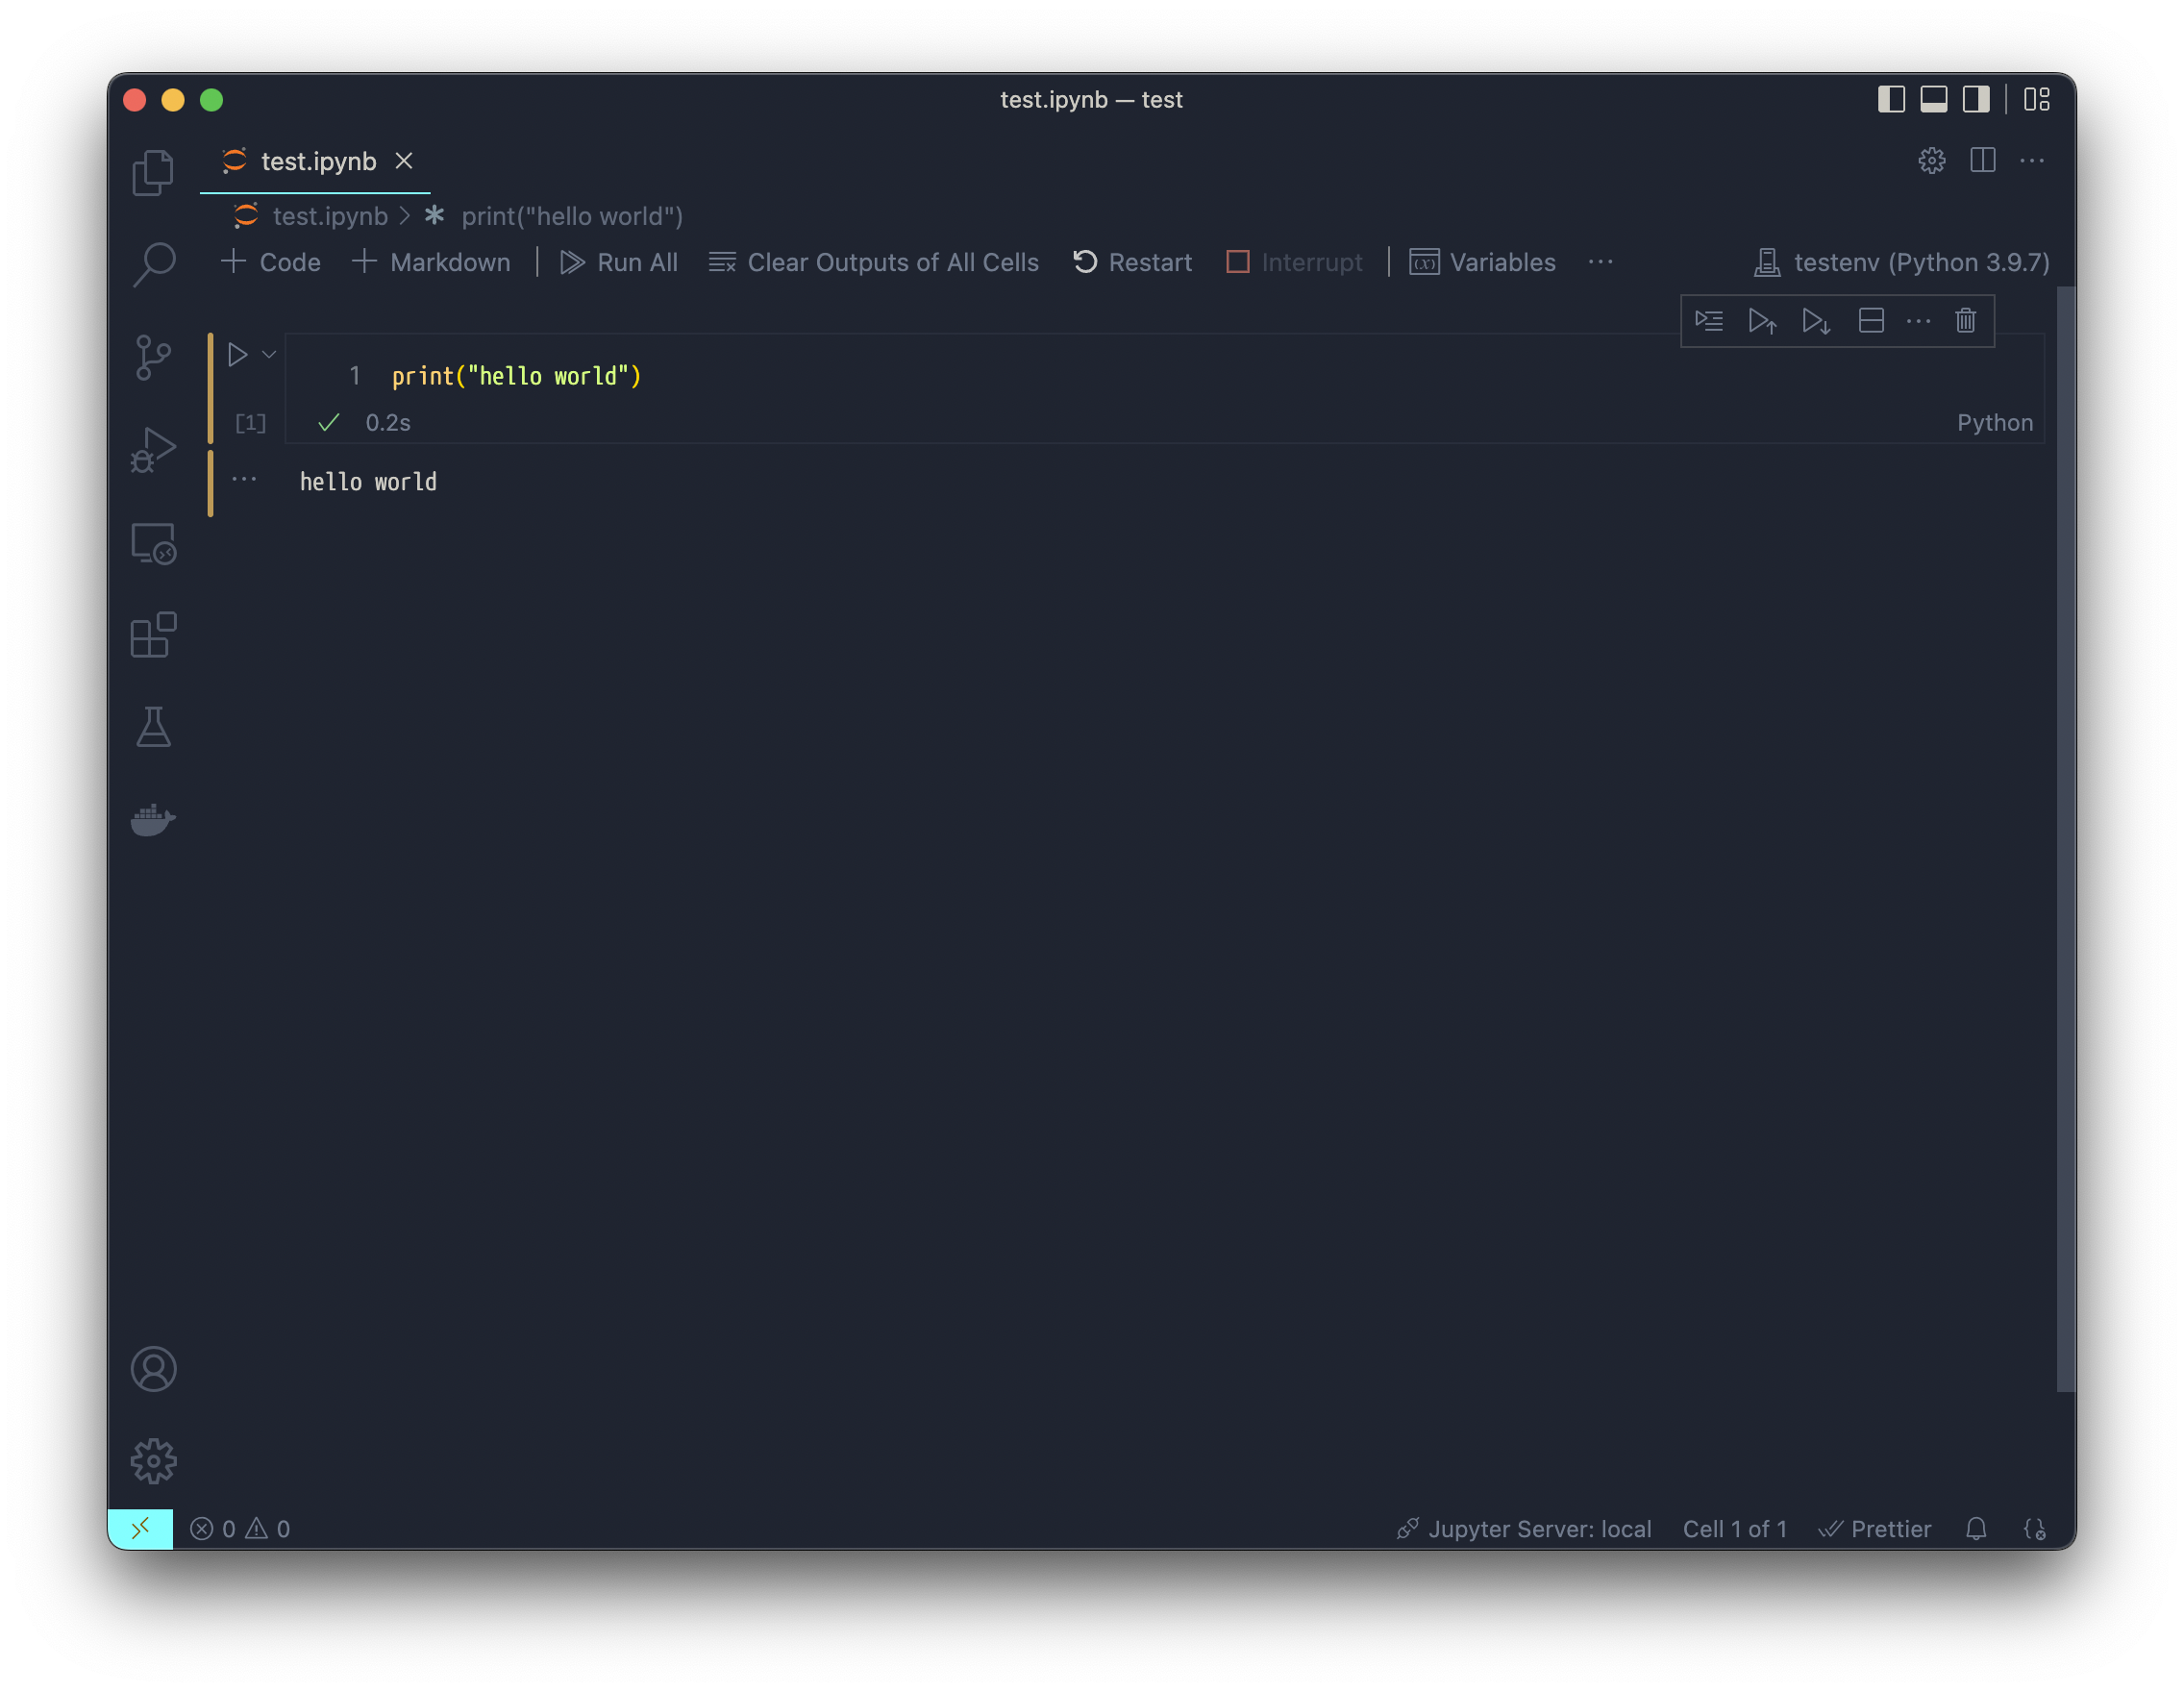 test.ipynb — test
test.ipynb
test.ipynb print("hello world")
Code Markdown Run All Clear Outputs of All Cells Restart Interrupt Variables testenv (Python 3.9.7)
1 print("hello world")
[1] 0.2s Python
hello world
0 0 Jupyter Server: local Cell 1 of 1 Prettier